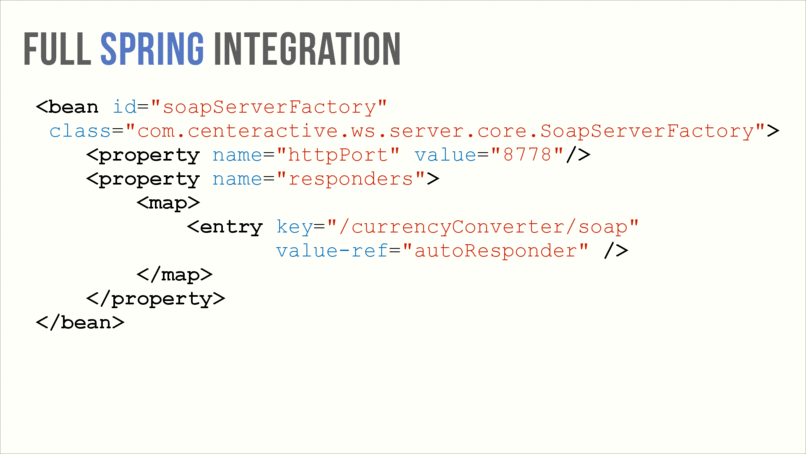 FULL SPRING INTEGRATION
<bean id="soapServerFactory"
class="com.centeractive.ws.server.core.SoapServerFactory">
<property name="httpPort" value="8778"/>
<property name="responders">
<map>
<entry key="/currencyConverter/soap"
value-ref="autoResponder" />
</map>
</property>
</bean>